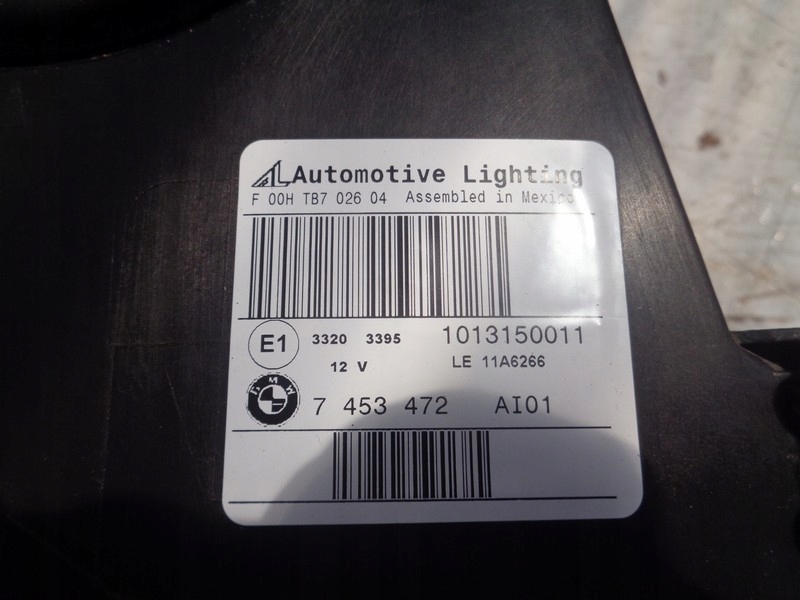 AL Automotive Lighting
F 00H TB7 026 04 Assembled in Mexico
E1 3320 3395 1013150011
12 V LE 11A6266
BMW 7 453 472 AI01